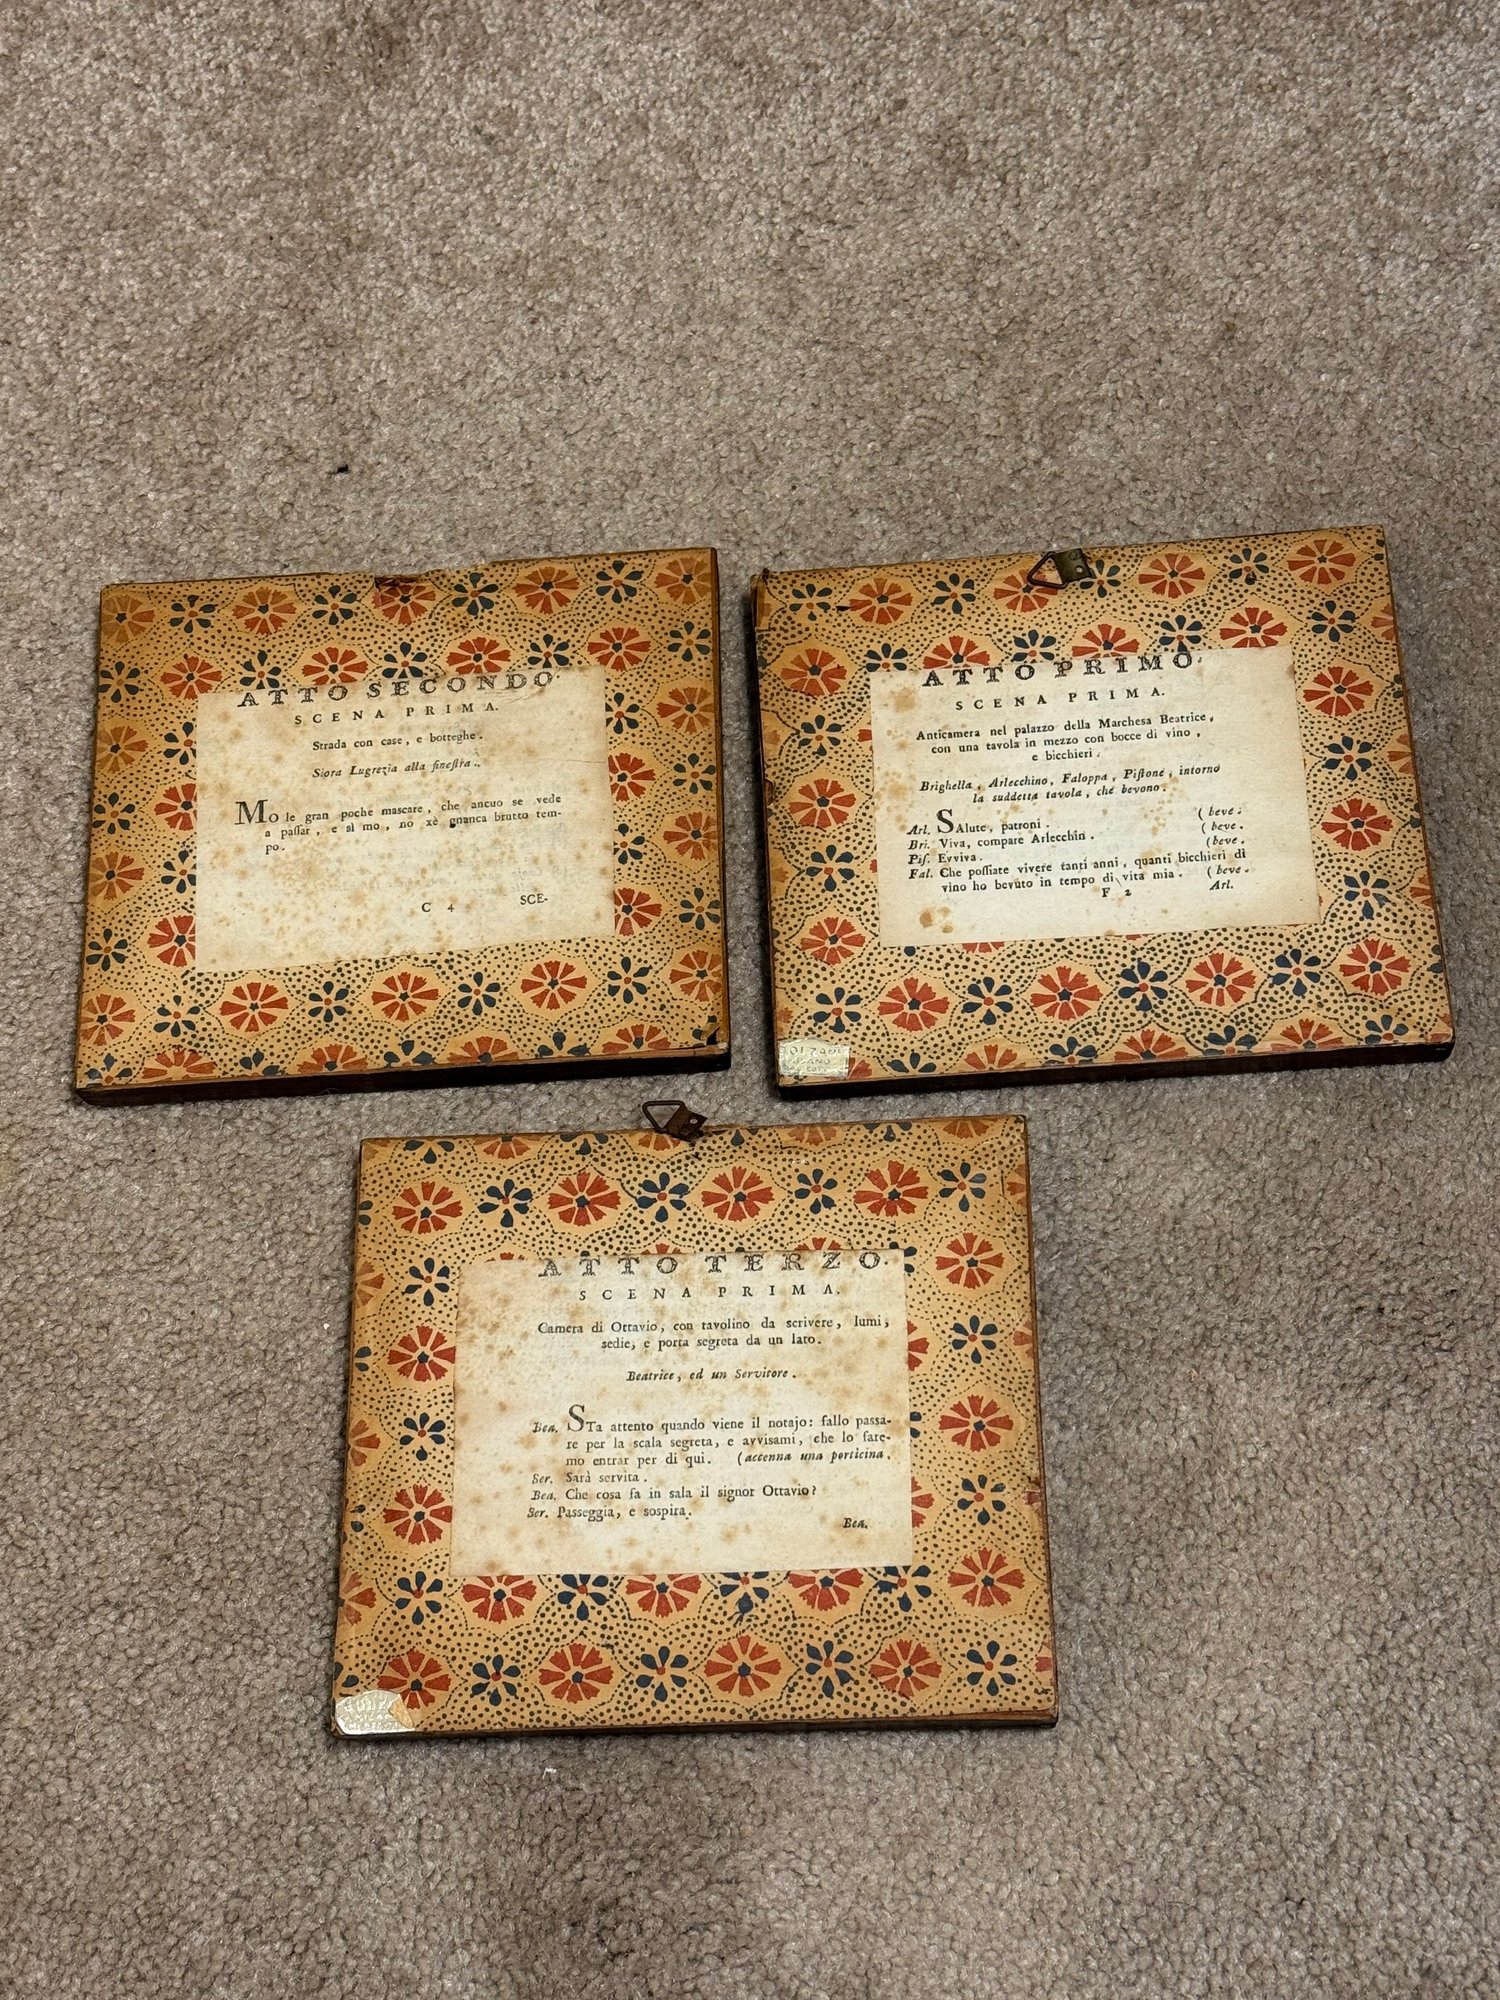 ATTO SECONDO.
SCENA PRIMA.
Strada con case, e botteghe.
Siora Lugrezia alla fineſtra.
Mo le gran poche mascare, che ancuo se vede
a paſſar, e sì mo, no xè gnanca brutto tem-
po.
C 4
SCE-
ATTO PRIMO.
SCENA PRIMA.
Anticamera nel palazzo della Marchesa Beatrice,
con una tavola in mezzo con bocce di vino,
e bicchieri.
Brighella, Arlecchino, Faloppa, Piſtone, intorno
la suddetta tavola, che bevono.
Arl. SAlute, patroni. (beve.
Bri. Viva, compare Arlecchin. (beve.
Piſ. Evviva. (beve.
Fal. Che poſſiate vivere tanti anni, quanti bicchieri di
vino ho bevuto in tempo di vita mia. (beve.
F 2
Arl.
ATTO TERZO.
SCENA PRIMA.
Camera di Ottavio, con tavolino da scrivere, lumi,
sedie, e porta segreta da un lato.
Beatrice, ed un Servitore.
Bea. STa attento quando viene il notajo: fallo passa-
re per la scala segreta, e avvisami, che lo fare-
mo entrar per di qui. (accenna una porticina.
Ser. Sarà servita.
Bea. Che cosa fa in sala il signor Ottavio?
Ser. Passeggia, e sospira.
Bea.